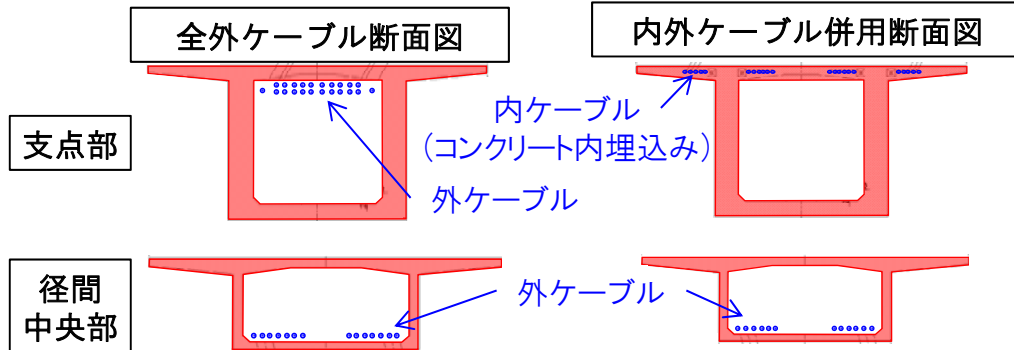 全外ケーブル断面図
内外ケーブル併用断面図
支点部
内ケーブル
（コンクリート内埋込み）
外ケーブル
径間
中央部
外ケーブル